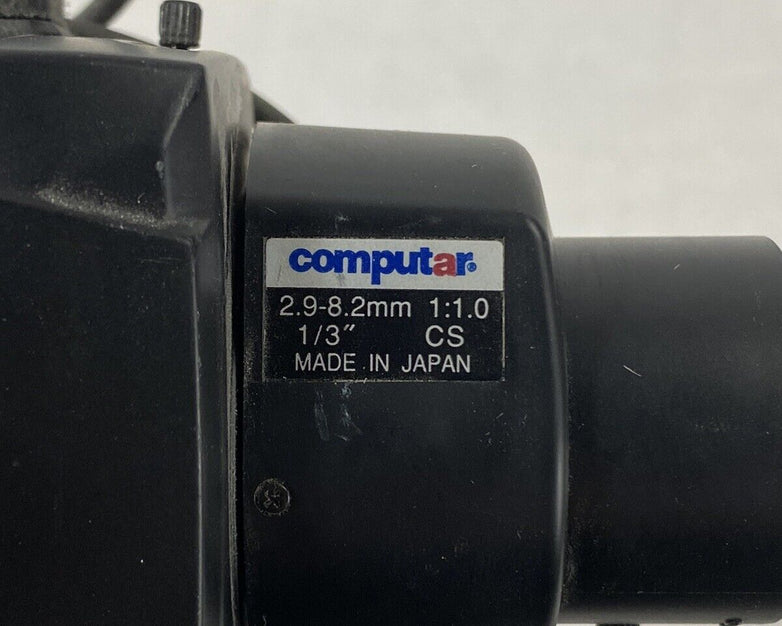 computar®
2.9-8.2mm 1:1.0
1/3″ CS
MADE IN JAPAN